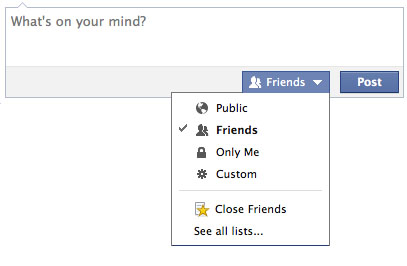 What's on your mind?
Friends Post
Public
Friends
Only Me
Custom
Close Friends
See all lists...